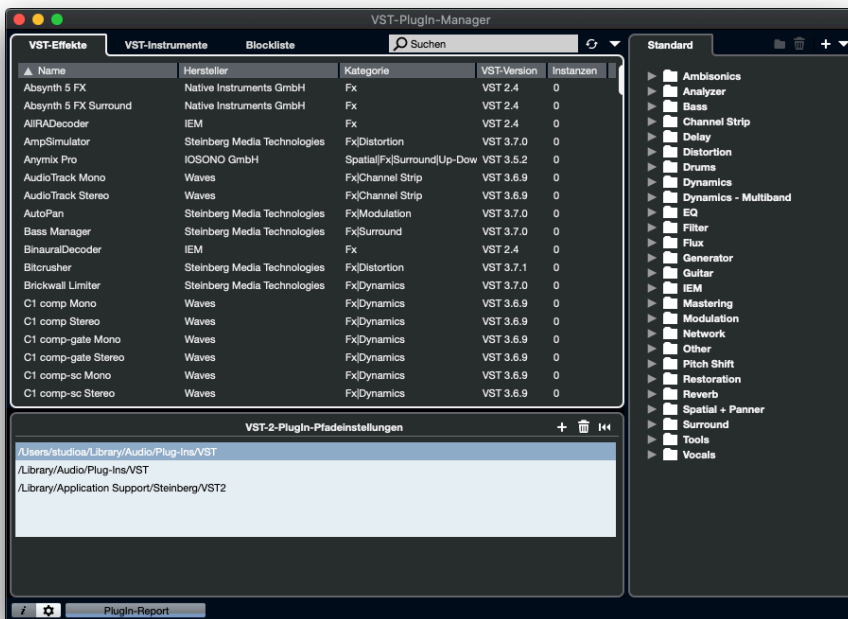 VST-PlugIn-Manager
VST-Effekte VST-Instrumente Blockliste Suchen
Name Hersteller Kategorie VST-Version Instanzen
Absynth 5 FX Native Instruments GmbH Fx VST 2.4 0
Absynth 5 FX Surround Native Instruments GmbH Fx VST 2.4 0
AllRADecoder IEM Fx VST 2.4 0
AmpSimulator Steinberg Media Technologies Fx|Distortion VST 3.7.0 0
Anymix Pro IOSONO GmbH Spatial|Fx|Surround|Up-Dow VST 3.5.2 0
AudioTrack Mono Waves Fx|Channel Strip VST 3.6.9 0
AudioTrack Stereo Waves Fx|Channel Strip VST 3.6.9 0
AutoPan Steinberg Media Technologies Fx|Modulation VST 3.7.0 0
Bass Manager Steinberg Media Technologies Fx|Surround VST 3.7.0 0
BinauralDecoder IEM Fx VST 2.4 0
Bitcrusher Steinberg Media Technologies Fx|Distortion VST 3.7.1 0
Brickwall Limiter Steinberg Media Technologies Fx|Dynamics VST 3.7.0 0
C1 comp Mono Waves Fx|Dynamics VST 3.6.9 0
C1 comp Stereo Waves Fx|Dynamics VST 3.6.9 0
C1 comp-gate Mono Waves Fx|Dynamics VST 3.6.9 0
C1 comp-gate Stereo Waves Fx|Dynamics VST 3.6.9 0
C1 comp-sc Mono Waves Fx|Dynamics VST 3.6.9 0
C1 comp-sc Stereo Waves Fx|Dynamics VST 3.6.9 0
VST-2-PlugIn-Pfadeinstellungen
/Users/studioa/Library/Audio/Plug-Ins/VST
/Library/Audio/Plug-Ins/VST
/Library/Application Support/Steinberg/VST2
i PlugIn-Report
Standard
Ambisonics
Analyzer
Bass
Channel Strip
Delay
Distortion
Drums
Dynamics
Dynamics - Multiband
EQ
Filter
Flux
Generator
Guitar
IEM
Mastering
Modulation
Network
Other
Pitch Shift
Restoration
Reverb
Spatial + Panner
Surround
Tools
Vocals